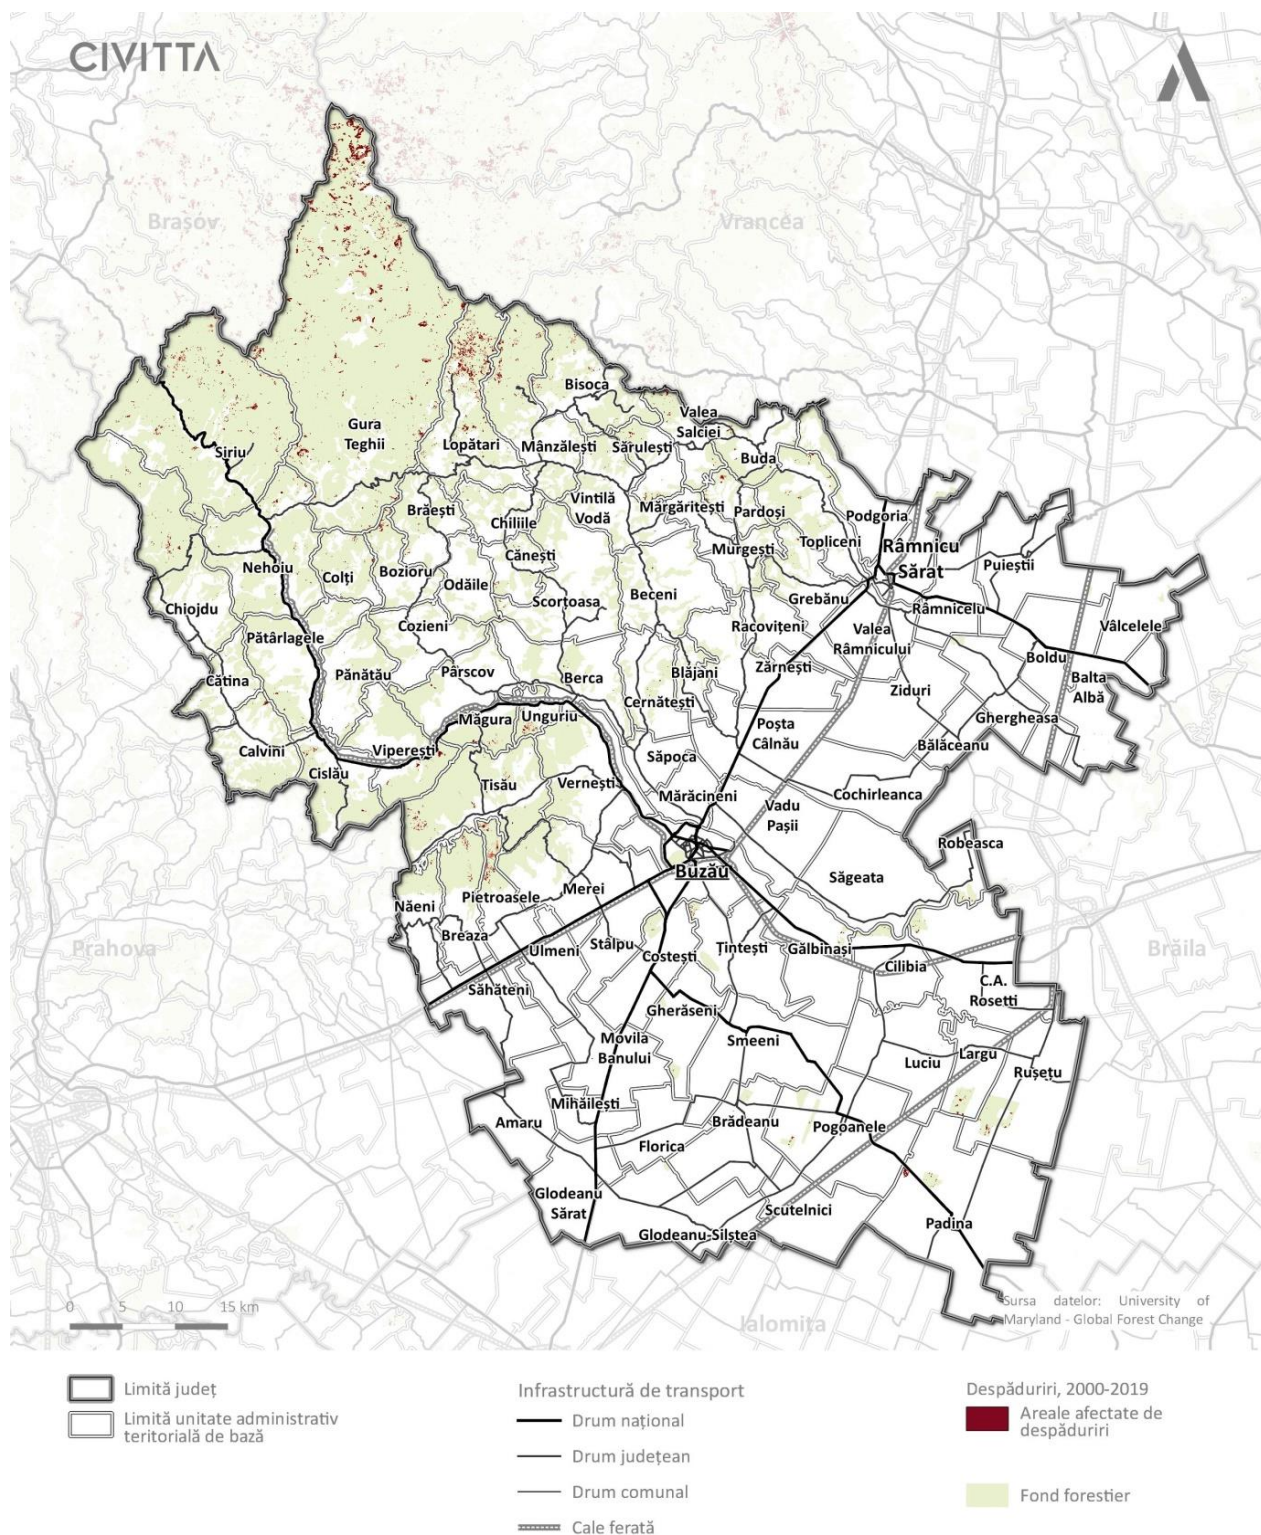 CIVITTA
Brașov
Vrancea
Bisoca
Valea
Salciei
Gura
Teghii
Siriu
Lopătari
Mânzălești
Sărulești
Buda
Brăești
Vintilă
Vodă
Mărgăritești
Pardoși
Podgoria
Chiliile
Râmnicu
Sărat
Topliceni
Murgești
Cănești
Puieștii
Nehoiu
Colți
Bozioru
Odăile
Scorțoasa
Beceni
Grebănu
Râmnicelu
Chiojdu
Cozieni
Racovițeni
Valea
Râmnicului
Vâlcelele
Pătârlagele
Boldu
Balta
Albă
Cătina
Pănătău
Pârscov
Berca
Blăjani
Zărnești
Ziduri
Cernătești
Ghergheasa
Măgura
Unguriu
Poșta
Câlnău
Calvini
Viperești
Bălăceanu
Cislău
Săpoca
Tisău
Vernești
Mărăcineni
Vadu
Pașii
Cochirleanca
Robeasca
Buzău
Săgeata
Pietroasele
Merei
Năeni
Breaza
Prahova
Ulmeni
Stâlpu
Costești
Țintești
Gălbinași
Cilibia
Brăila
C.A.
Rosetti
Săhăteni
Gherăseni
Movila
Banului
Smeeni
Luciu
Largu
Rușețu
Mihăilești
Amaru
Brădeanu
Pogoanele
Florica
Glodeanu
Sărat
Scutelnici
Padina
Glodeanu-Siliștea
0 5 10 15 km
Sursa datelor: University of
Maryland - Global Forest Change
Ialomița
Limită județ
Limită unitate administrativ
teritorială de bază
Infrastructură de transport
Drum național
Drum județean
Drum comunal
Cale ferată
Despăduriri, 2000-2019
Areale afectate de
despăduriri
Fond forestier